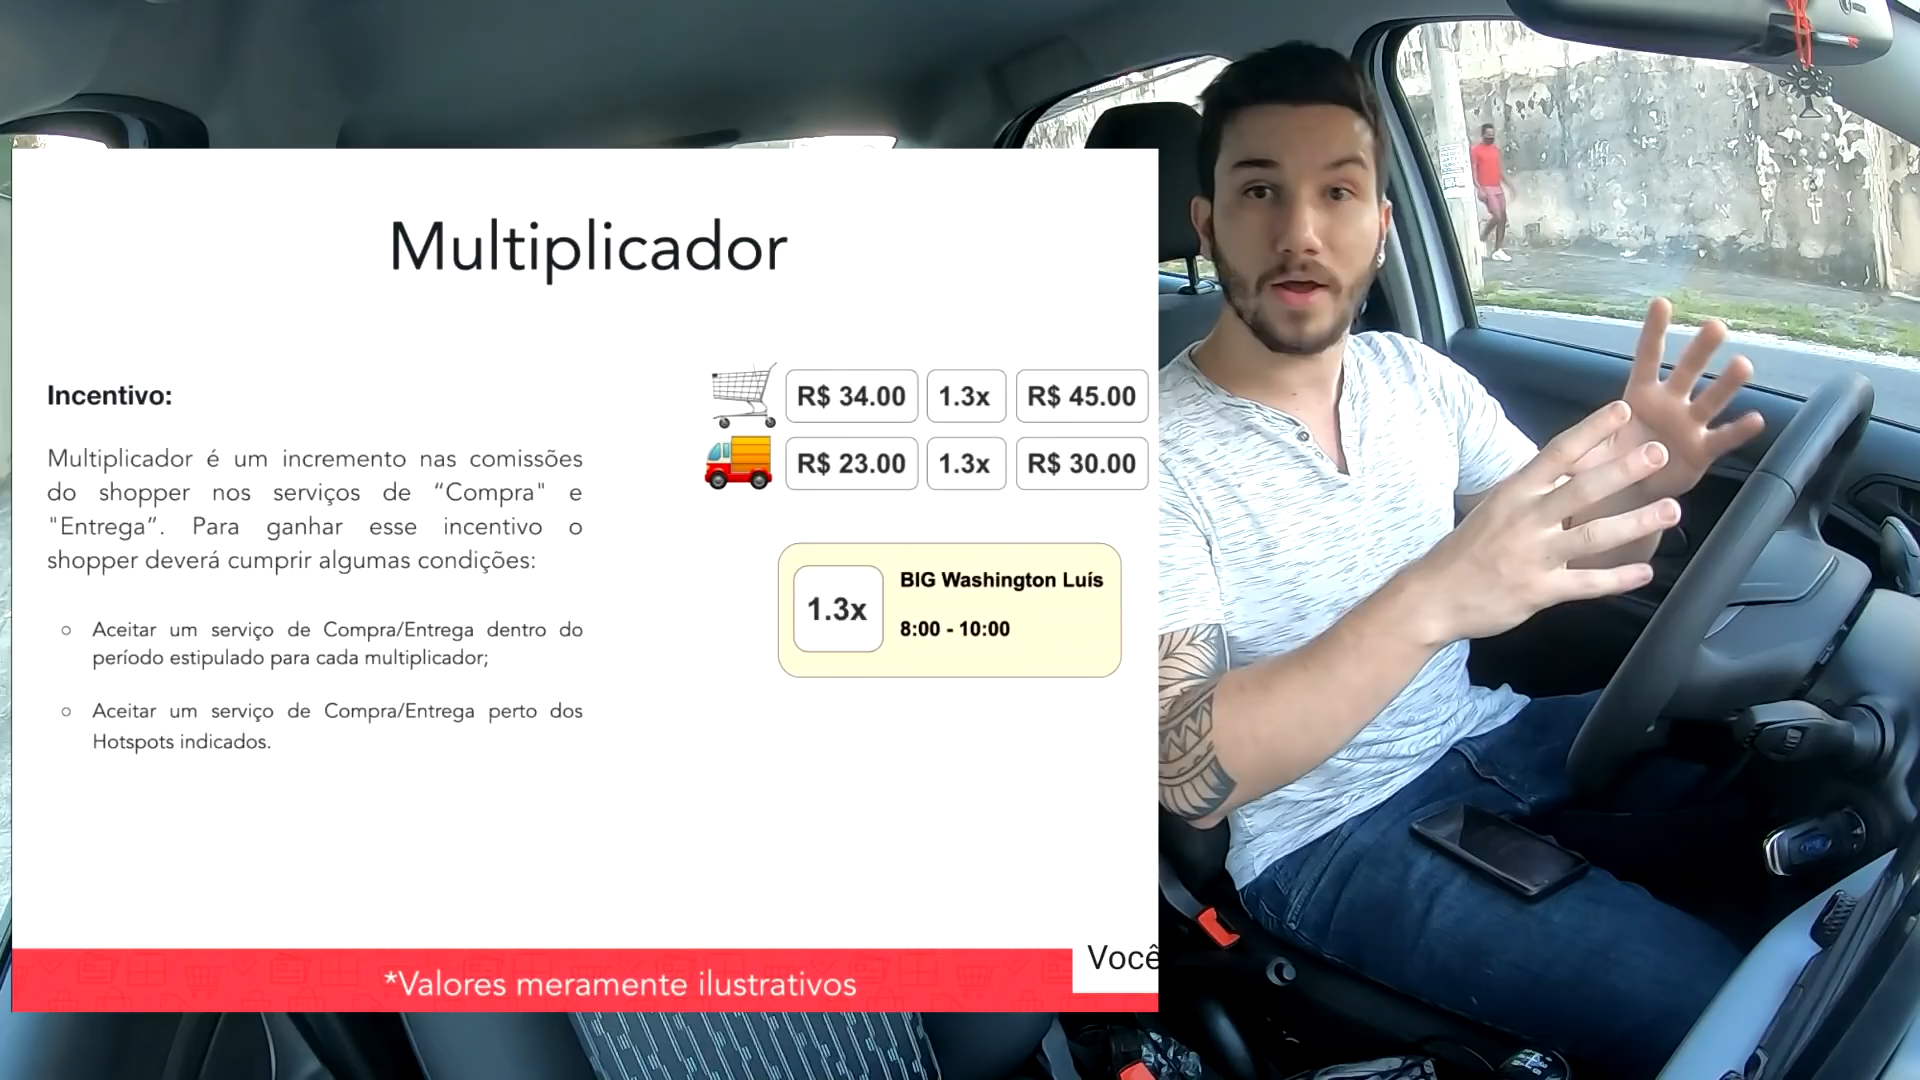 Multiplicador
Incentivo:
Multiplicador é um incremento nas comissões
do shopper nos serviços de “Compra" e
"Entrega”. Para ganhar esse incentivo o
shopper deverá cumprir algumas condições:
○ Aceitar um serviço de Compra/Entrega dentro do
período estipulado para cada multiplicador;
○ Aceitar um serviço de Compra/Entrega perto dos
Hotspots indicados.
R$ 34.00 1.3x R$ 45.00
R$ 23.00 1.3x R$ 30.00
1.3x
BIG Washington Luís
8:00 - 10:00
*Valores meramente ilustrativos
Você